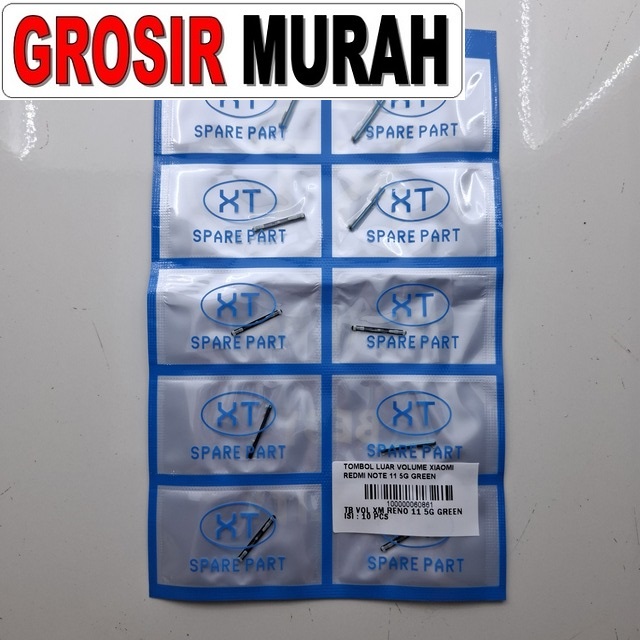 GROSIR MURAH
XT XT
SPARE PART SPARE PART
XT XT
SPARE PART SPARE PART
XT XT
SPARE PART SPARE PART
XT XT
SPARE PART SPARE PART
TOMBOL LUAR VOLUME XIAOMI
REDMI NOTE 11 5G GREEN
100000060861
TB VOL XM RENO 11 5G GREEN
ISI : 10 PCS
XT
SPARE PART SPARE PART